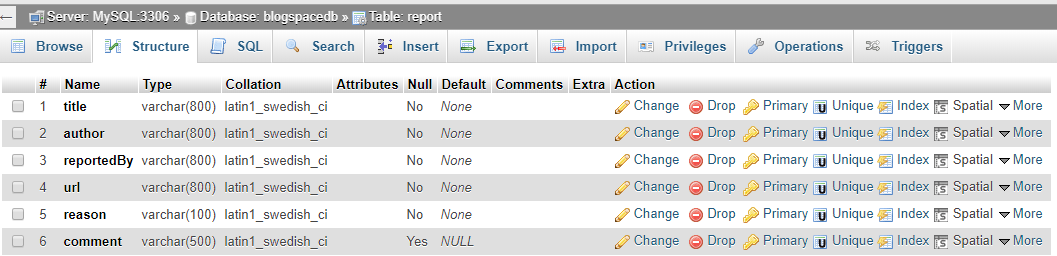 Server: MySQL:3306 » Database: blogspacedb » Table: report
Browse Structure SQL Search Insert Export Import Privileges Operations Triggers
# Name Type Collation Attributes Null Default Comments Extra Action
1 title varchar(800) latin1_swedish_ci No None Change Drop Primary Unique Index Spatial More
2 author varchar(800) latin1_swedish_ci No None Change Drop Primary Unique Index Spatial More
3 reportedBy varchar(800) latin1_swedish_ci No None Change Drop Primary Unique Index Spatial More
4 url varchar(800) latin1_swedish_ci No None Change Drop Primary Unique Index Spatial More
5 reason varchar(100) latin1_swedish_ci No None Change Drop Primary Unique Index Spatial More
6 comment varchar(500) latin1_swedish_ci Yes NULL Change Drop Primary Unique Index Spatial More